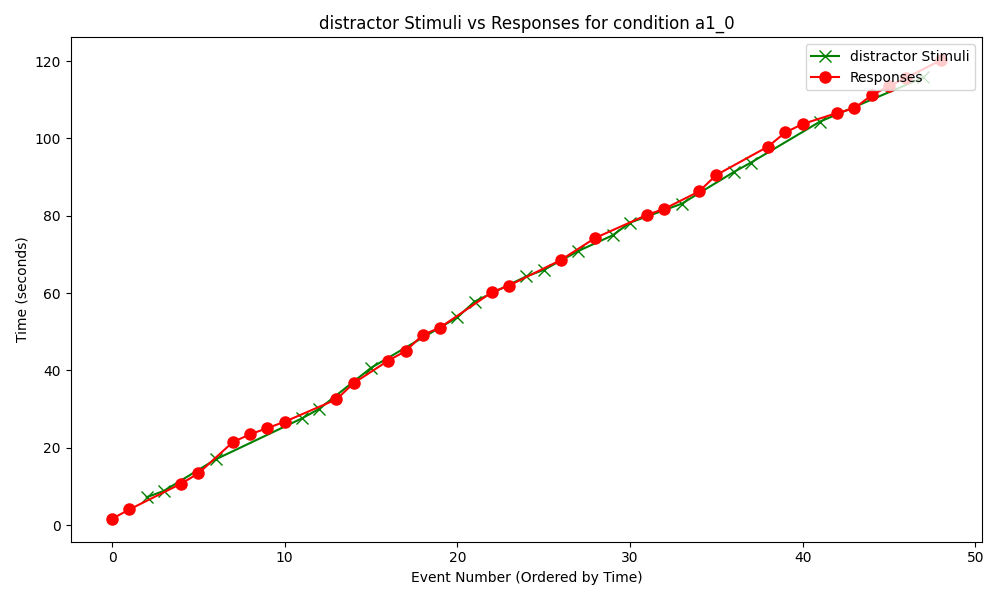 distractor Stimuli vs Responses for condition a1_0
distractor Stimuli
Responses
Time (seconds)
120
100
80
60
40
20
0
0 10 20 30 40 50
Event Number (Ordered by Time)